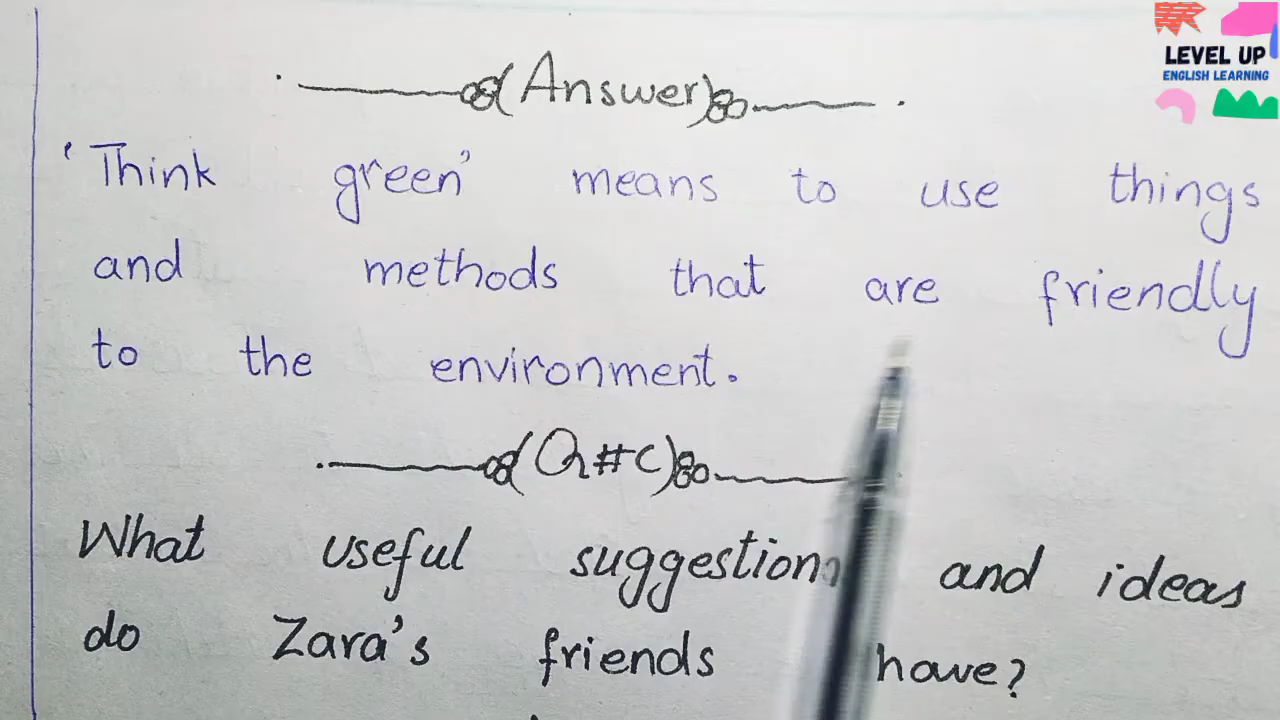 LEVEL UP
ENGLISH LEARNING
(Answer)
'Think green' means to use things
and methods that are friendly
to the environment.
(Q#C)
What useful suggestions and ideas
do Zara's friends have?